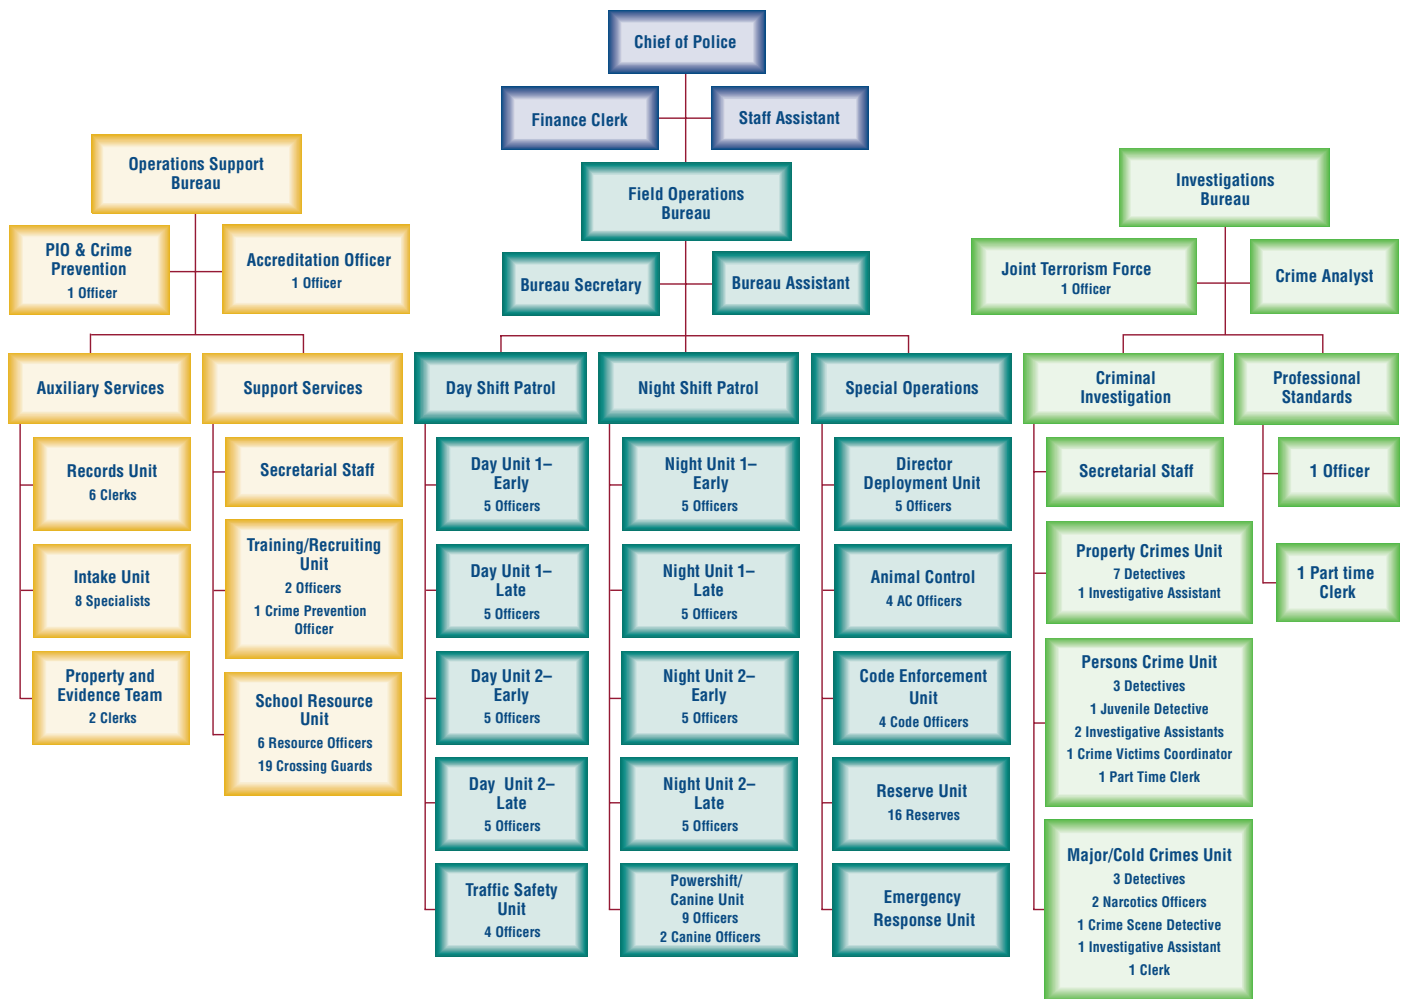 Chief of Police
Finance Clerk
Staff Assistant
Operations Support
Bureau
PIO & Crime
Prevention
1 Officer
Accreditation Officer
1 Officer
Field Operations
Bureau
Bureau Secretary
Bureau Assistant
Investigations
Bureau
Joint Terrorism Force
1 Officer
Crime Analyst
Auxiliary Services
Records Unit
6 Clerks
Intake Unit
8 Specialists
Property and
Evidence Team
2 Clerks
Support Services
Secretarial Staff
Training/Recruiting
Unit
2 Officers
1 Crime Prevention
Officer
School Resource
Unit
6 Resource Officers
19 Crossing Guards
Day Shift Patrol
Day Unit 1–
Early
5 Officers
Day Unit 1–
Late
5 Officers
Day Unit 2–
Early
5 Officers
Day Unit 2–
Late
5 Officers
Traffic Safety
Unit
4 Officers
Night Shift Patrol
Night Unit 1–
Early
5 Officers
Night Unit 1–
Late
5 Officers
Night Unit 2–
Early
5 Officers
Night Unit 2–
Late
5 Officers
Powershift/
Canine Unit
9 Officers
2 Canine Officers
Special Operations
Director
Deployment Unit
5 Officers
Animal Control
4 AC Officers
Code Enforcement
Unit
4 Code Officers
Reserve Unit
16 Reserves
Emergency
Response Unit
Criminal
Investigation
Secretarial Staff
Property Crimes Unit
7 Detectives
1 Investigative Assistant
Persons Crime Unit
3 Detectives
1 Juvenile Detective
2 Investigative Assistants
1 Crime Victims Coordinator
1 Part Time Clerk
Major/Cold Crimes Unit
3 Detectives
2 Narcotics Officers
1 Crime Scene Detective
1 Investigative Assistant
1 Clerk
Professional
Standards
1 Officer
1 Part time
Clerk